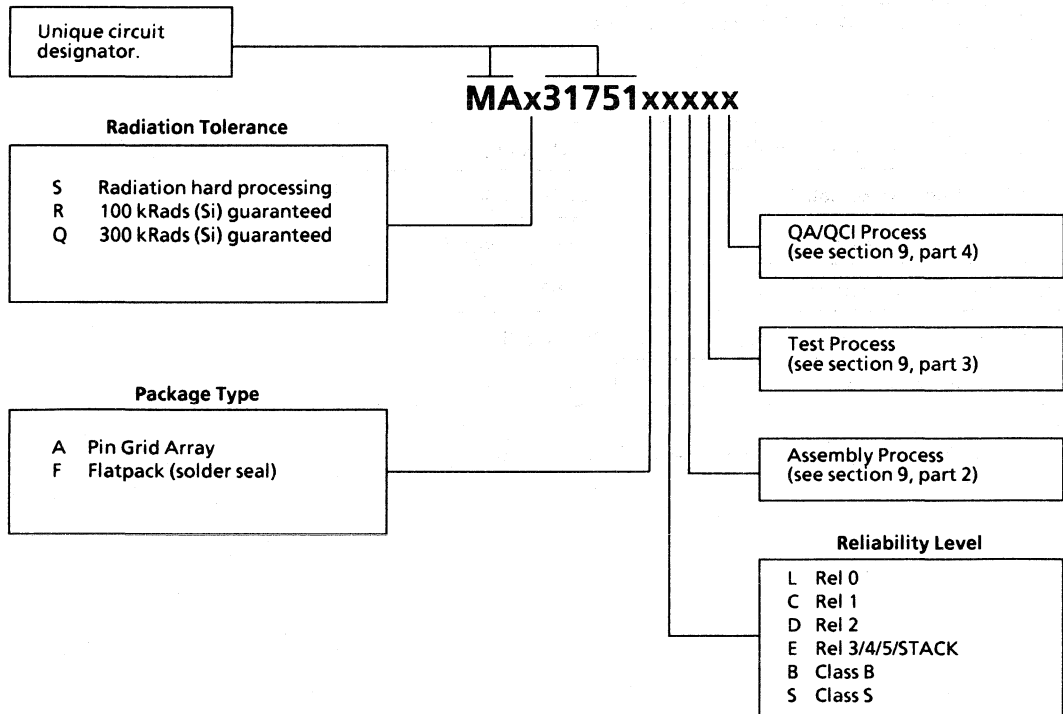 Unique circuit
designator.
MAx31751xxxxx
Radiation Tolerance
S Radiation hard processing
R 100 kRads (Si) guaranteed
Q 300 kRads (Si) guaranteed
Package Type
A Pin Grid Array
F Flatpack (solder seal)
QA/QCI Process
(see section 9, part 4)
Test Process
(see section 9, part 3)
Assembly Process
(see section 9, part 2)
Reliability Level
L Rel 0
C Rel 1
D Rel 2
E Rel 3/4/5/STACK
B Class B
S Class S